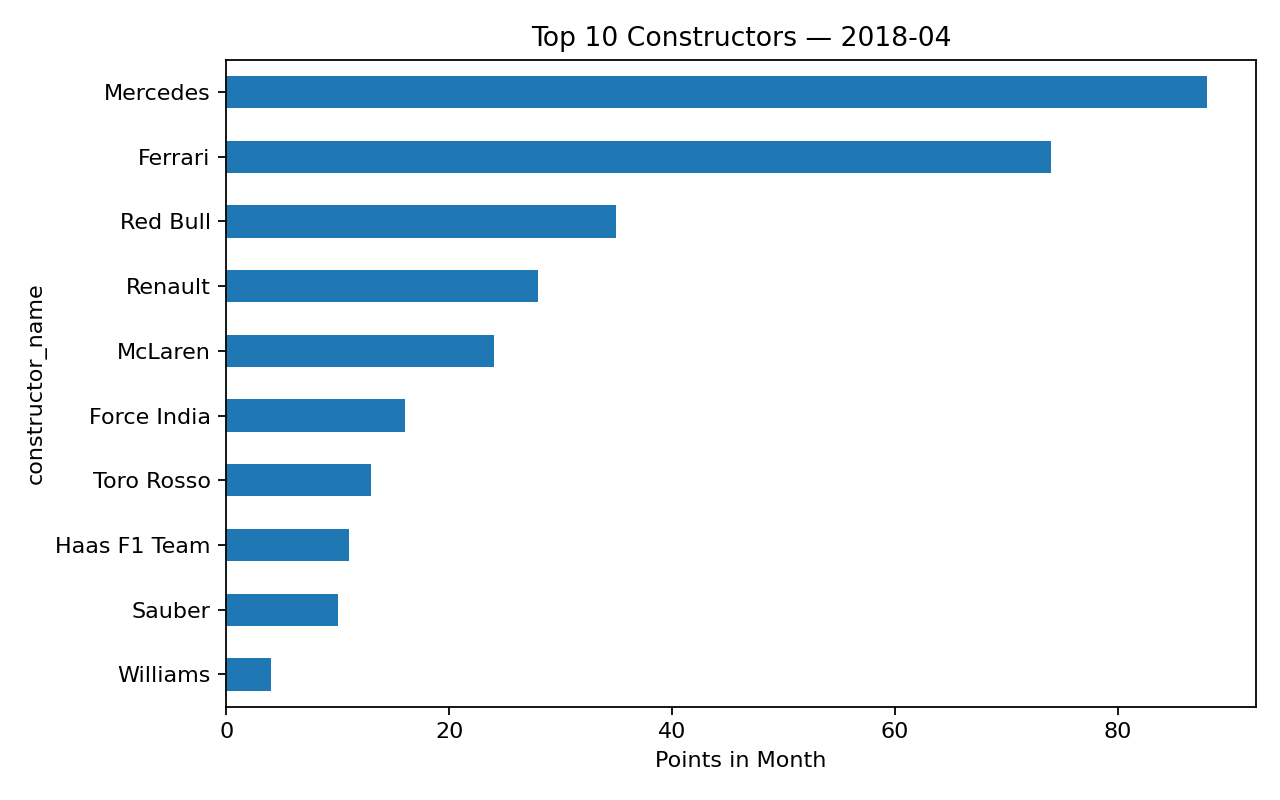 Top 10 Constructors — 2018-04
constructor_name
Mercedes
Ferrari
Red Bull
Renault
McLaren
Force India
Toro Rosso
Haas F1 Team
Sauber
Williams
0 20 40 60 80
Points in Month